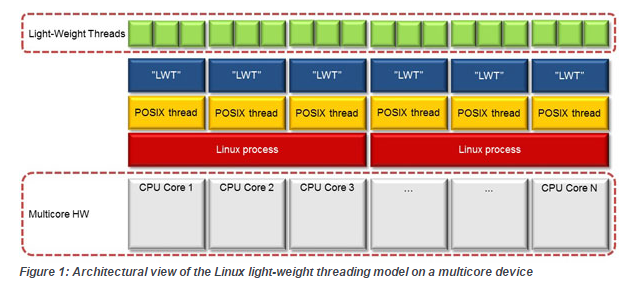 Light-Weight Threads
"LWT" "LWT" "LWT" "LWT" "LWT" "LWT"
POSIX thread POSIX thread POSIX thread POSIX thread POSIX thread POSIX thread
Linux process Linux process
CPU Core 1 CPU Core 2 CPU Core 3 ... ... CPU Core N
Multicore HW
Figure 1: Architectural view of the Linux light-weight threading model on a multicore device